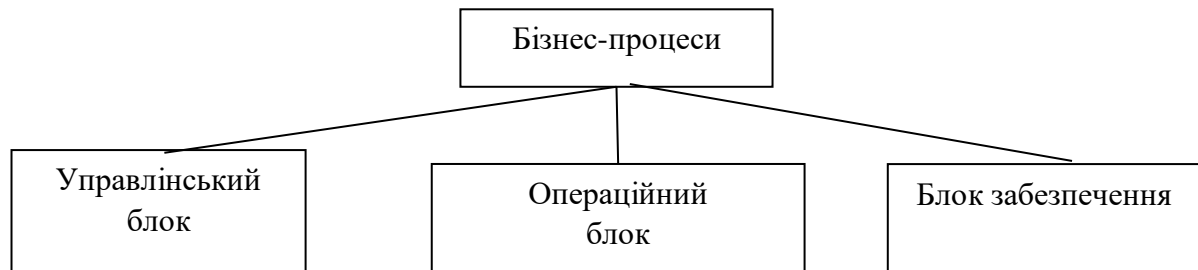 Бізнес-процеси
Управлінський
блок
Операційний
блок
Блок забезпечення